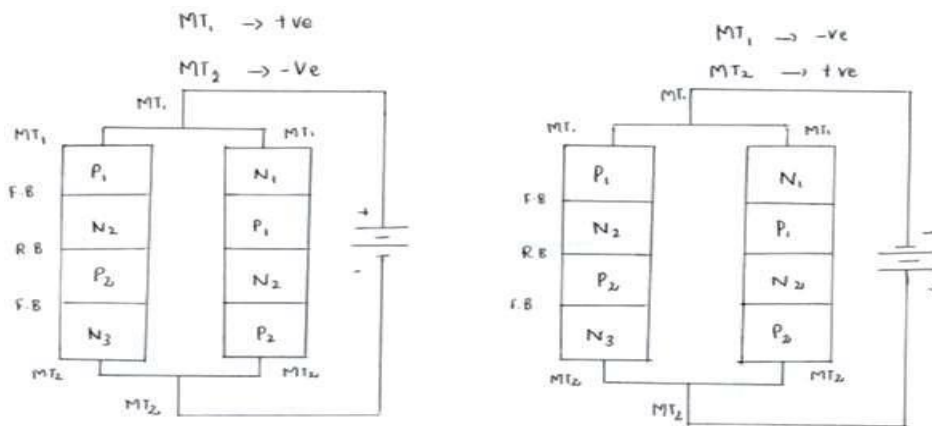 MT₁ → +ve
MT₂ → -ve
MT₁
MT₁
MT₁
P₁
N₁
F.B
N₂
P₁
R.B
P₂
N₂
F.B
N₃
P₂
MT₂
MT₂
MT₂
+
-
MT₁ → -ve
MT₂ → +ve
MT₁
MT₁
MT₁
P₁
N₁
F.B
N₂
P₁
R.B
P₂
N₂
F.B
N₃
P₂
MT₂
MT₂
MT₂
-